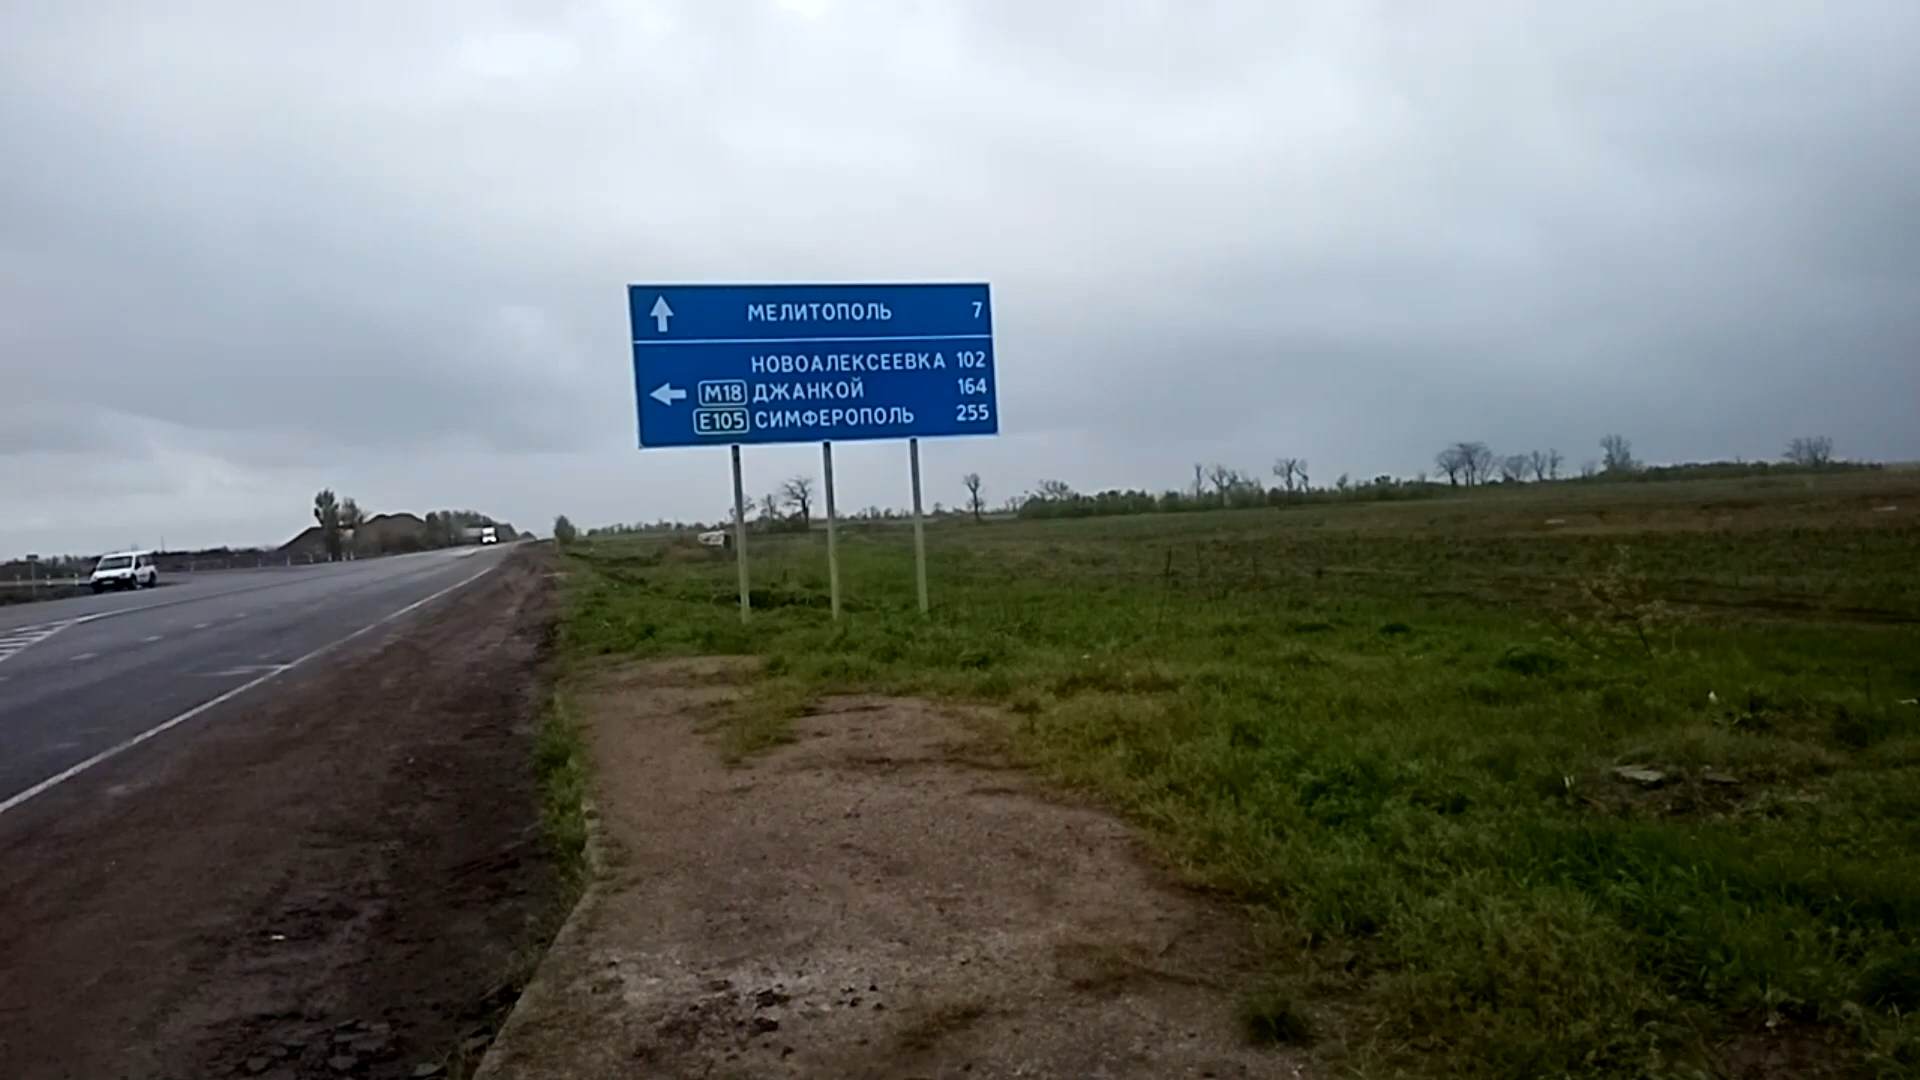 МЕЛИТОПОЛЬ 7
НОВОАЛЕКСЕЕВКА 102
М18 ДЖАНКОЙ 164
Е105 СИМФЕРОПОЛЬ 255